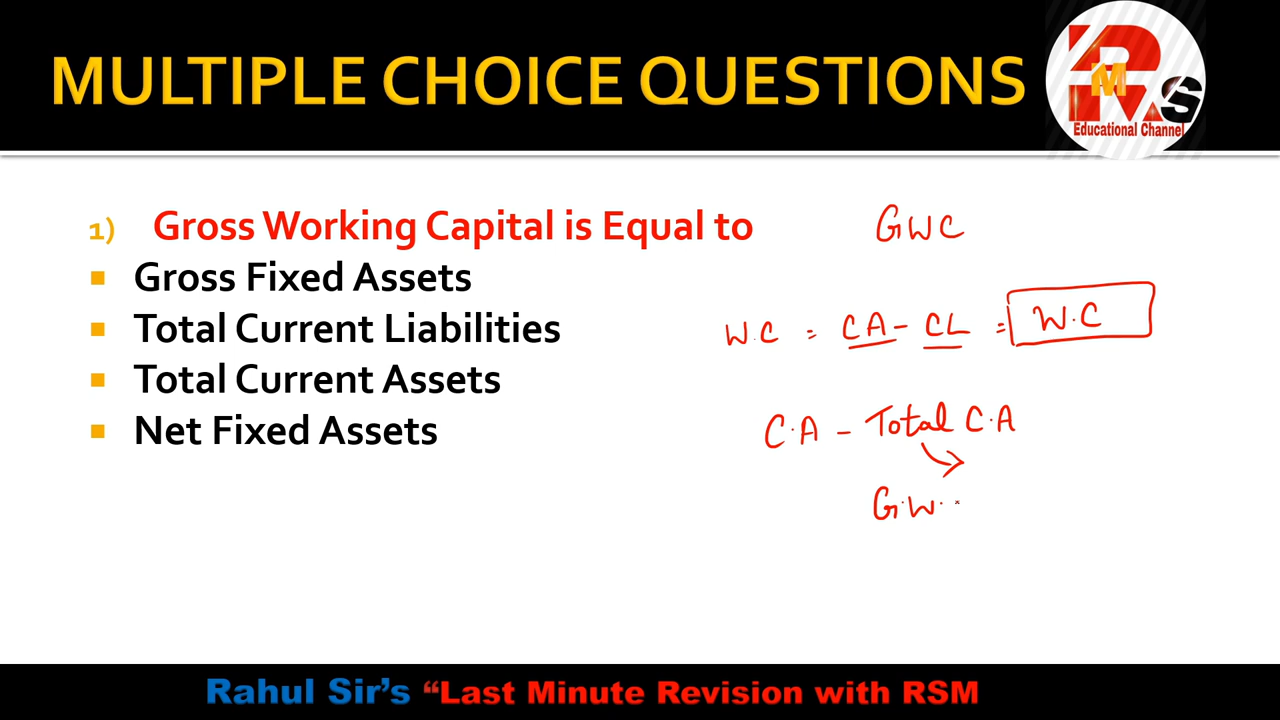 MULTIPLE CHOICE QUESTIONS
RMS
Educational Channel
1) Gross Working Capital is Equal to
GWC
Gross Fixed Assets
Total Current Liabilities
W.C = CA - CL = W.C
Total Current Assets
Net Fixed Assets
C.A - Total C.A
G.W.
Rahul Sir's "Last Minute Revision with RSM